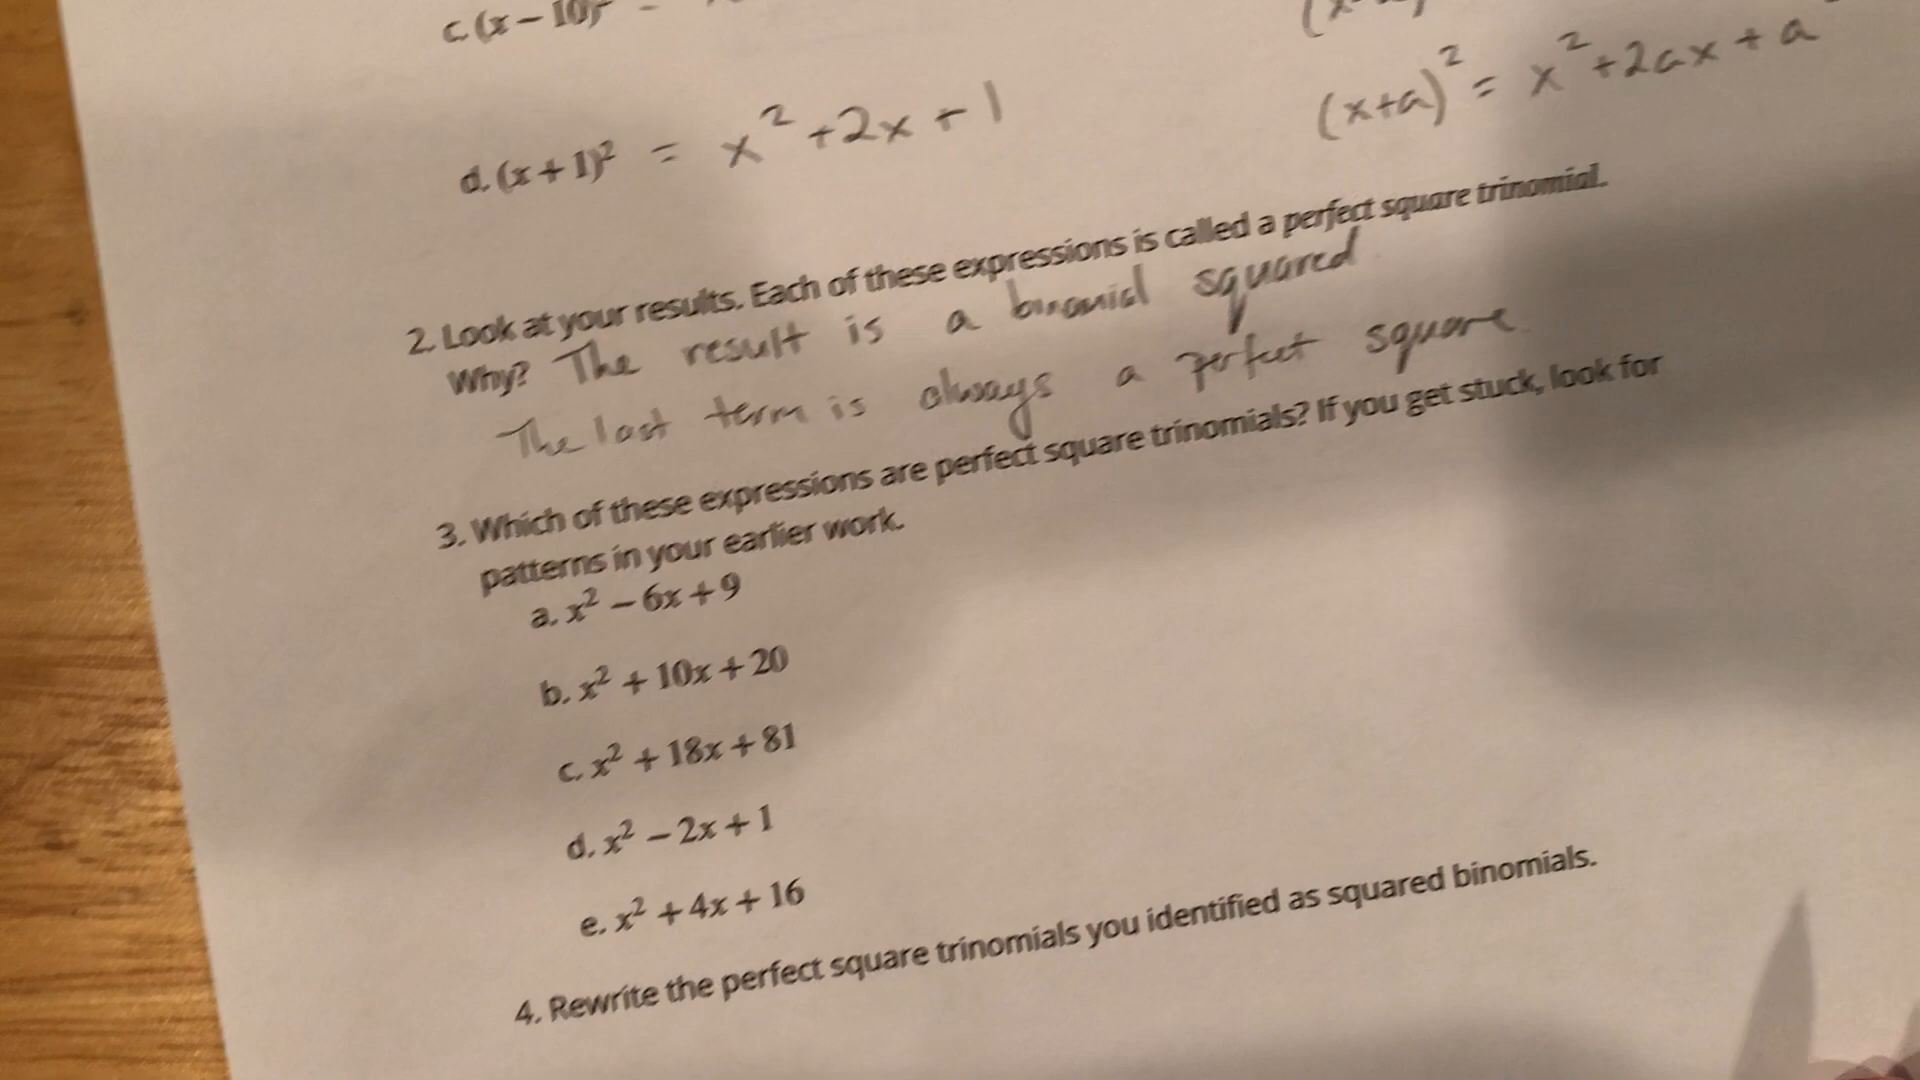 c. (x − 10)² =
d. (x + 1)² = x² + 2x + 1
(x+a)² = x² + 2ax + a
2. Look at your results. Each of these expressions is called a perfect square trinomial.
Why? The result is a binomial squared.
The last term is always a perfect square.
3. Which of these expressions are perfect square trinomials? If you get stuck, look for
patterns in your earlier work.
a. x² − 6x + 9
b. x² + 10x + 20
c. x² + 18x + 81
d. x² − 2x + 1
e. x² + 4x + 16
4. Rewrite the perfect square trinomials you identified as squared binomials.